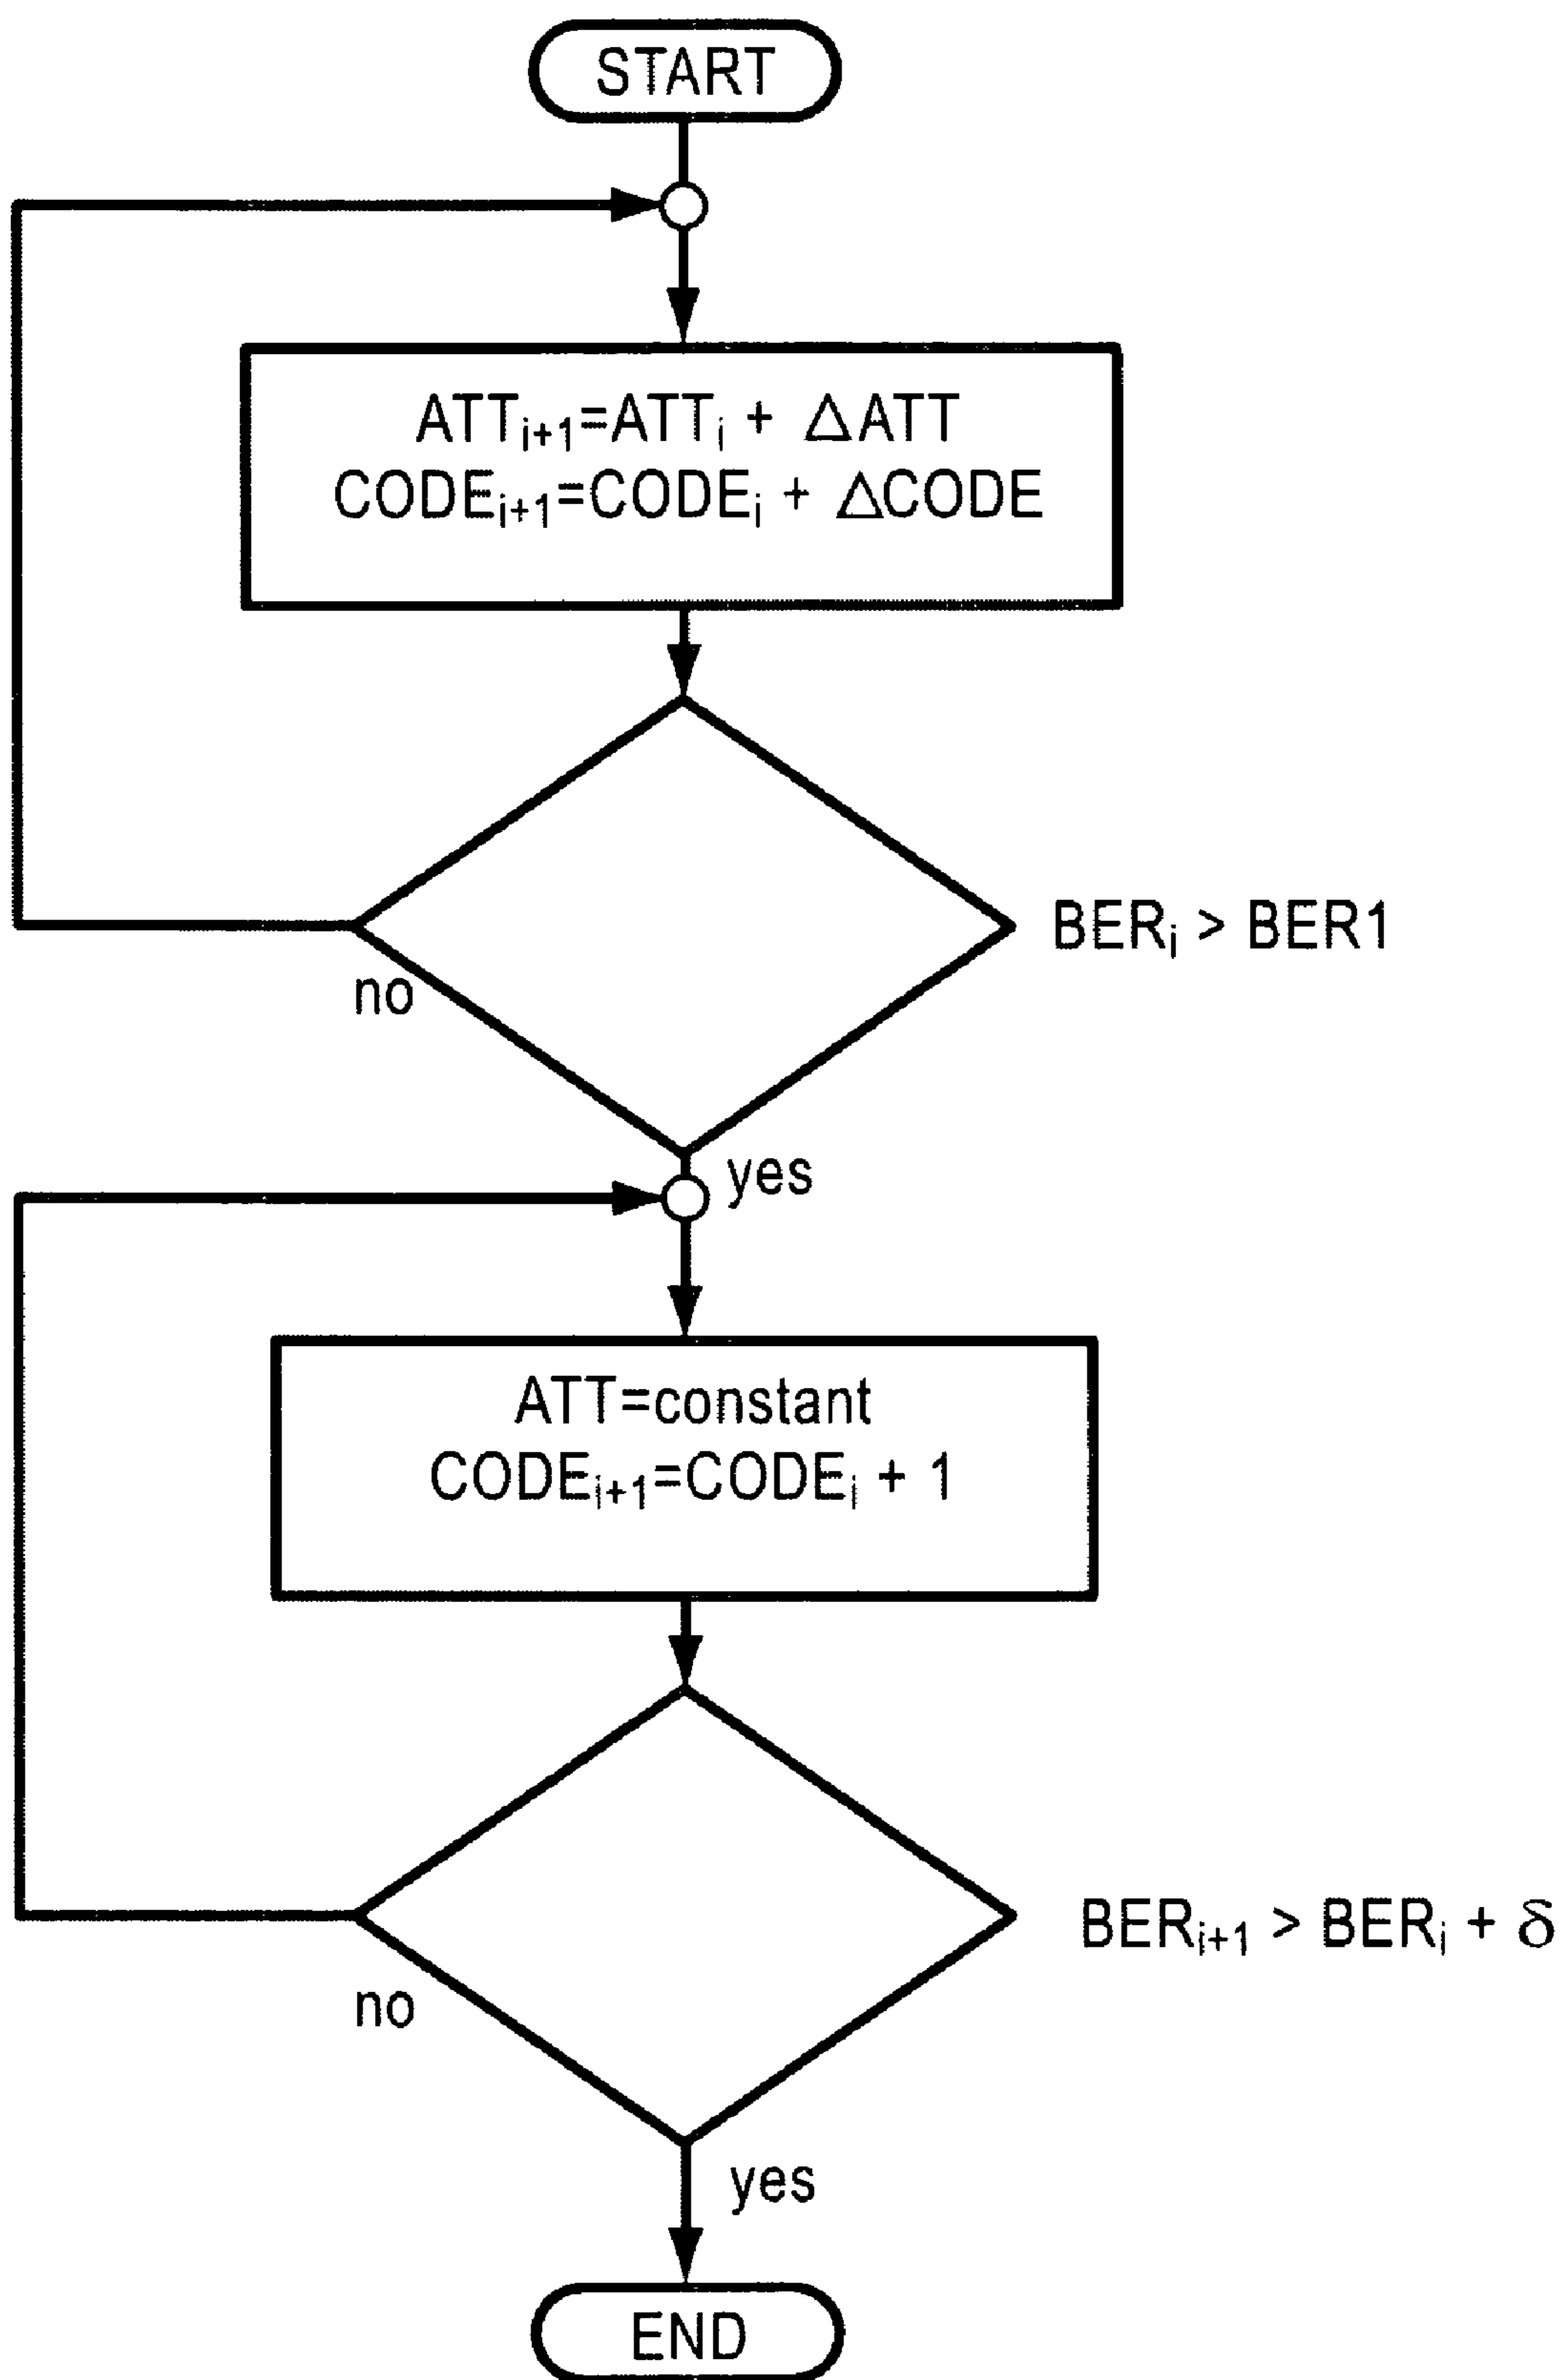 START
ATTᵢ₊₁=ATTᵢ + ΔATT
CODEᵢ₊₁=CODEᵢ + ΔCODE
BERᵢ > BER1
no
yes
ATT=constant
CODEᵢ₊₁=CODEᵢ + 1
BERᵢ₊₁ > BERᵢ + δ
no
yes
END